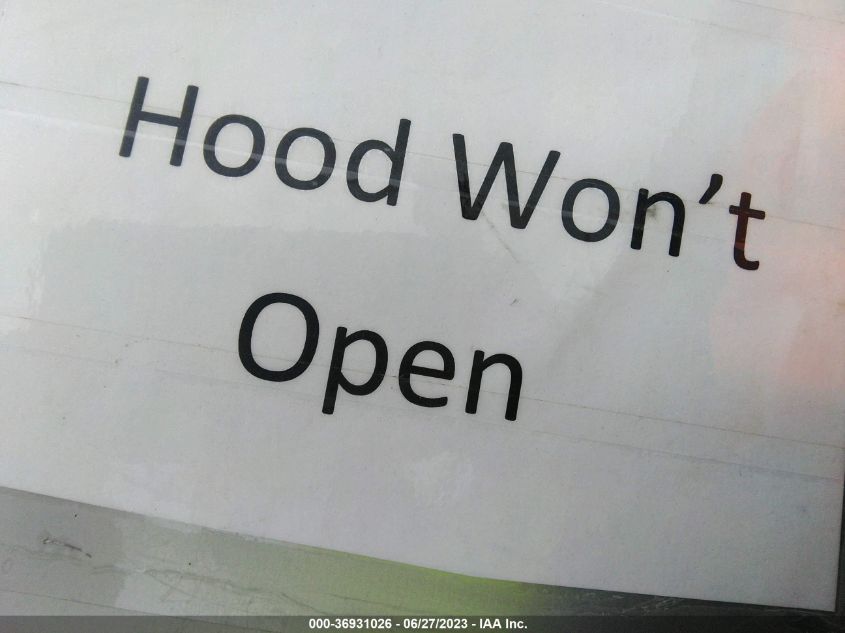 Hood Won’t
Open
000-36931026 - 06/27/2023 - IAA Inc.